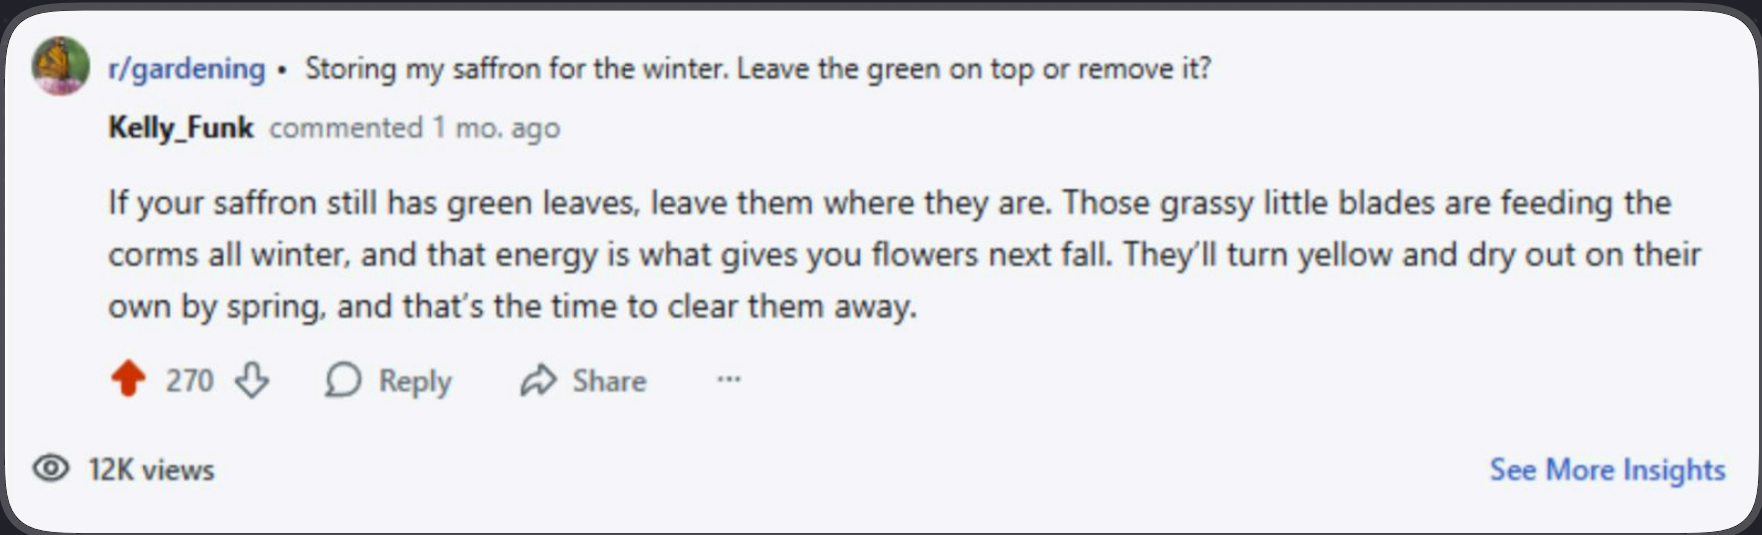 r/gardening • Storing my saffron for the winter. Leave the green on top or remove it?
Kelly_Funk commented 1 mo. ago
If your saffron still has green leaves, leave them where they are. Those grassy little blades are feeding the
corms all winter, and that energy is what gives you flowers next fall. They’ll turn yellow and dry out on their
own by spring, and that’s the time to clear them away.
270 Reply Share ···
12K views See More Insights